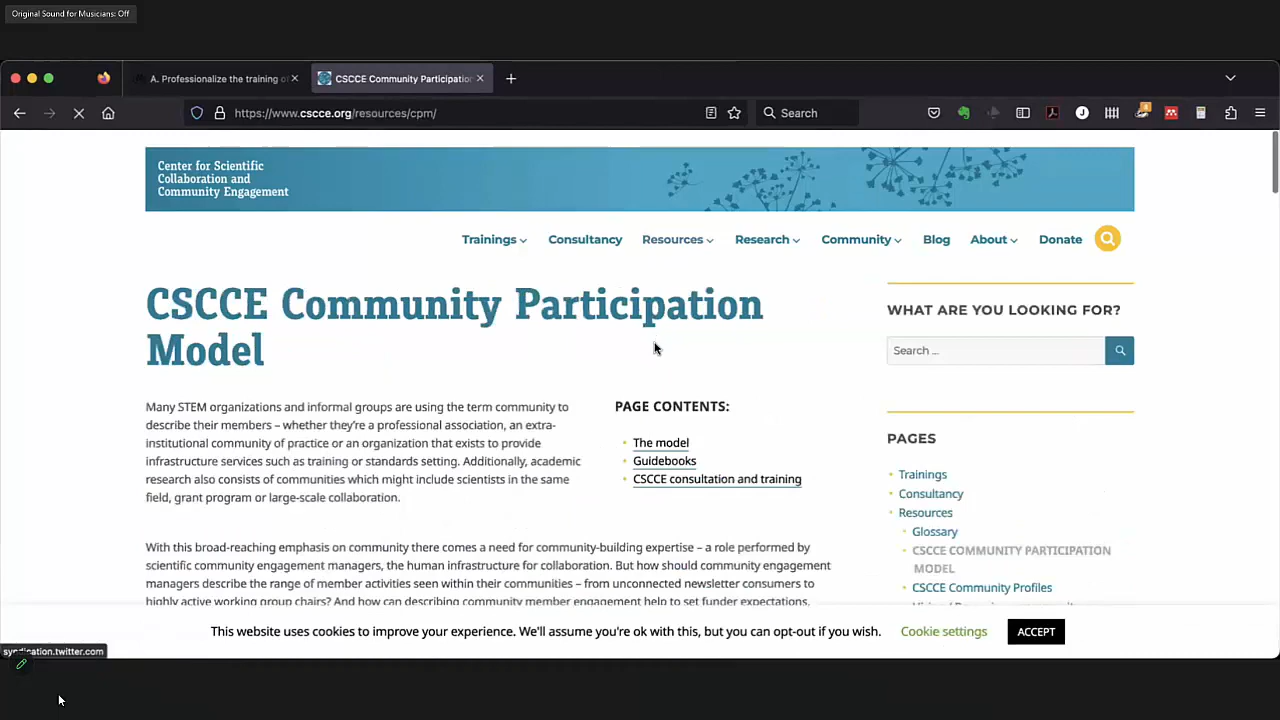 Original Sound for Musicians: Off
A. Professionalize the training o
CSCCE Community Participation
https://www.cscce.org/resources/cpm/
Search
Center for Scientific
Collaboration and
Community Engagement
Trainings
Consultancy
Resources
Research
Community
Blog
About
Donate
CSCCE Community Participation
Model
Many STEM organizations and informal groups are using the term community to
describe their members – whether they're a professional association, an extra-
institutional community of practice or an organization that exists to provide
infrastructure services such as training or standards setting. Additionally, academic
research also consists of communities which might include scientists in the same
field, grant program or large-scale collaboration.
PAGE CONTENTS:
The model
Guidebooks
CSCCE consultation and training
With this broad-reaching emphasis on community there comes a need for community-building expertise – a role performed by
scientific community engagement managers, the human infrastructure for collaboration. But how should community engagement
managers describe the range of member activities seen within their communities – from unconnected newsletter consumers to
highly active working group chairs? And how can describing community member engagement help to set funder expectations,
WHAT ARE YOU LOOKING FOR?
Search ...
PAGES
Trainings
Consultancy
Resources
Glossary
CSCCE COMMUNITY PARTICIPATION
MODEL
CSCCE Community Profiles
This website uses cookies to improve your experience. We'll assume you're ok with this, but you can opt-out if you wish.
Cookie settings
ACCEPT
syndication.twitter.com